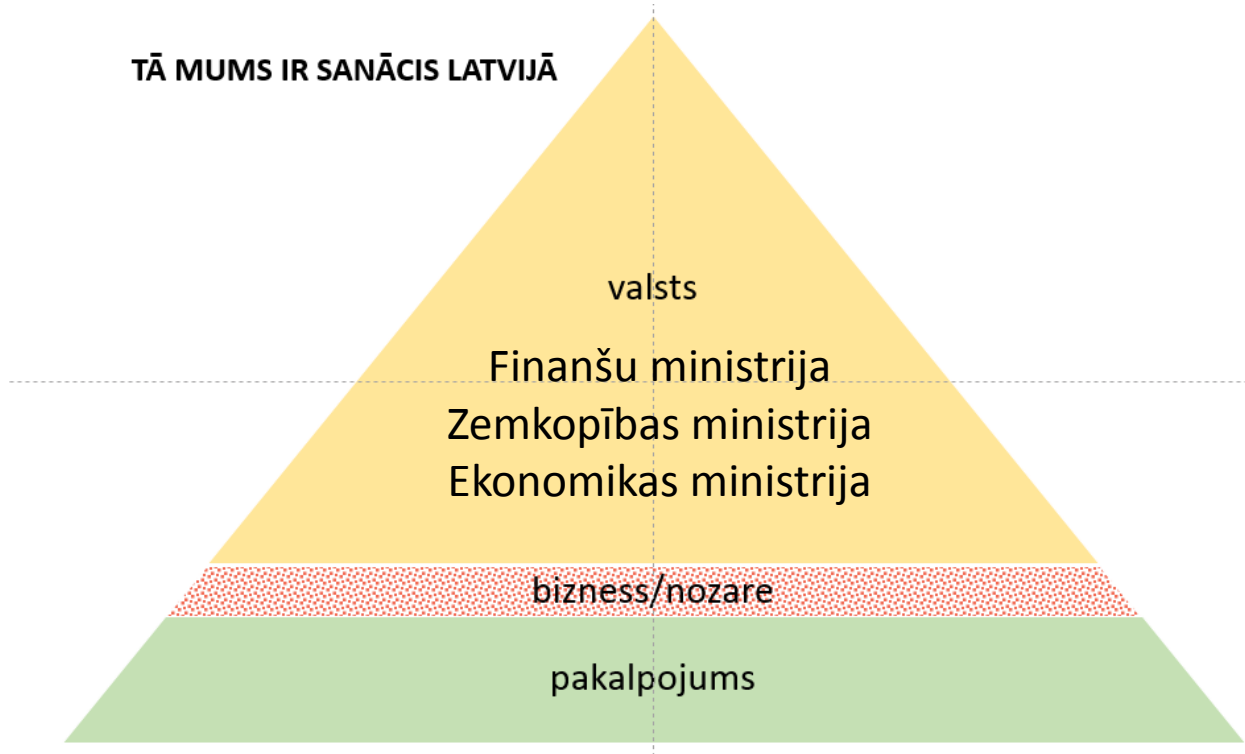 TĀ MUMS IR SANĀCIS LATVIJĀ
valsts
Finanšu ministrija
Zemkopības ministrija
Ekonomikas ministrija
bizness/nozare
pakalpojums